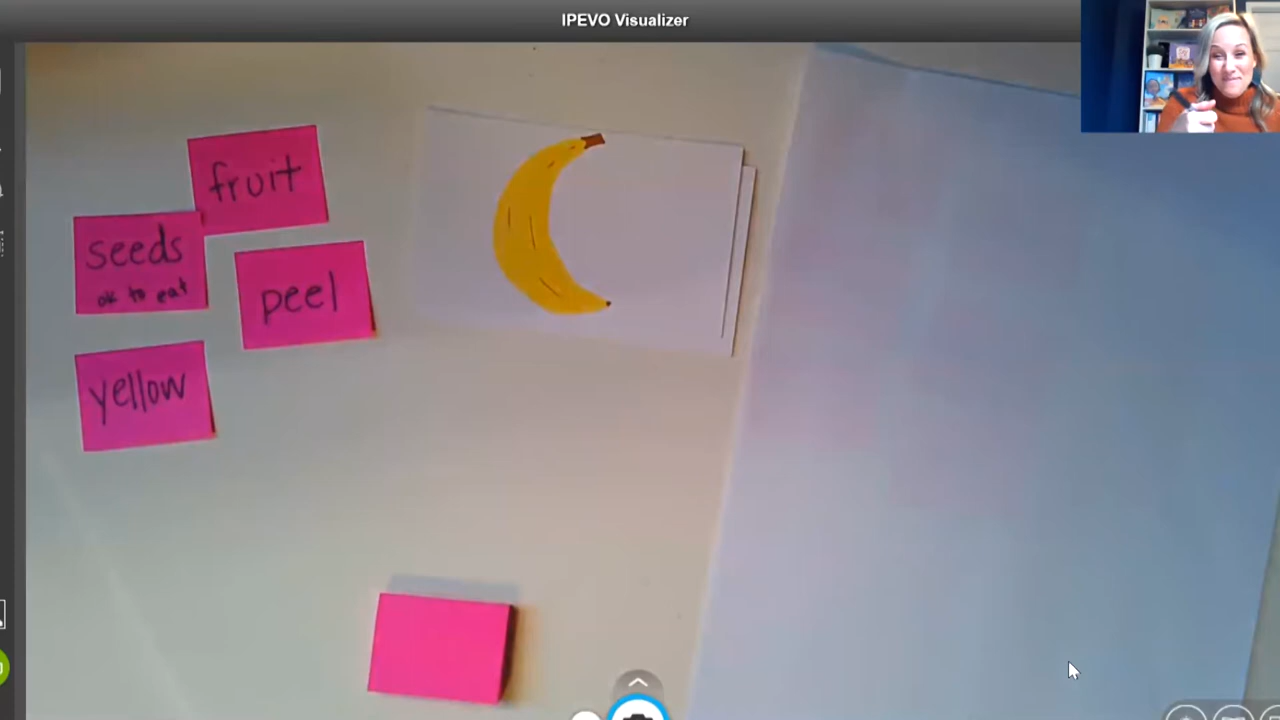 IPEVO Visualizer
fruit
seeds
ok to eat
peel
yellow